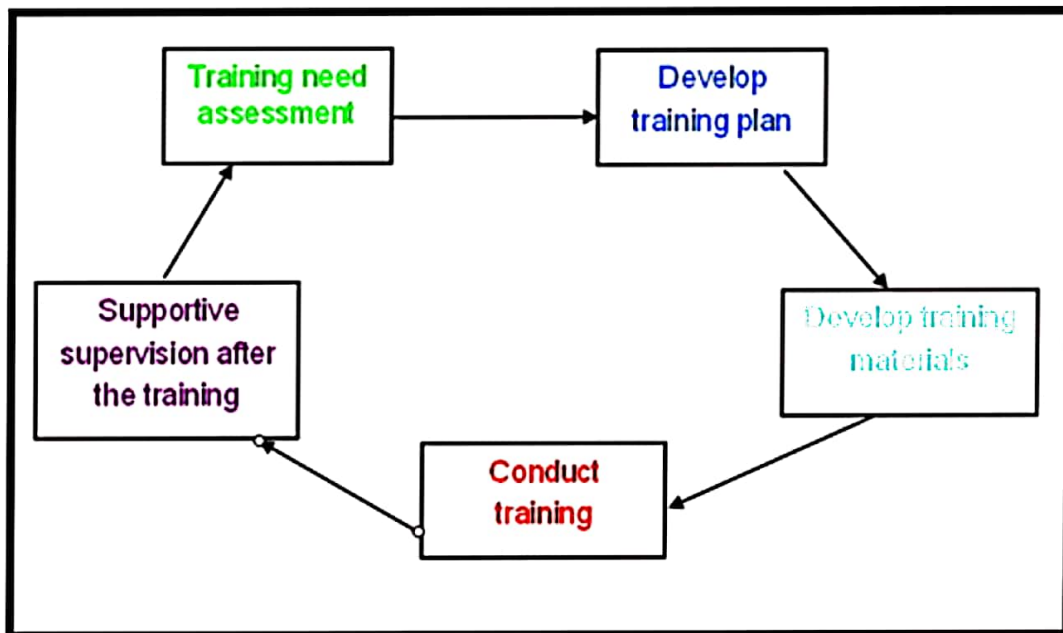 Training need
assessment
Develop
training plan
Develop training
materials
Conduct
training
Supportive
supervision after
the training